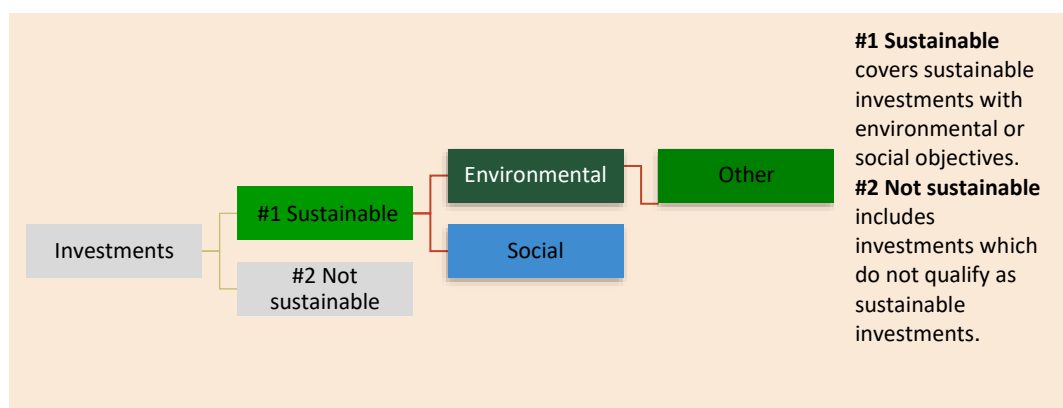 Investments
#1 Sustainable
#2 Not
sustainable
Environmental
Social
Other
#1 Sustainable
covers sustainable
investments with
environmental or
social objectives.
#2 Not sustainable
includes
investments which
do not qualify as
sustainable
investments.